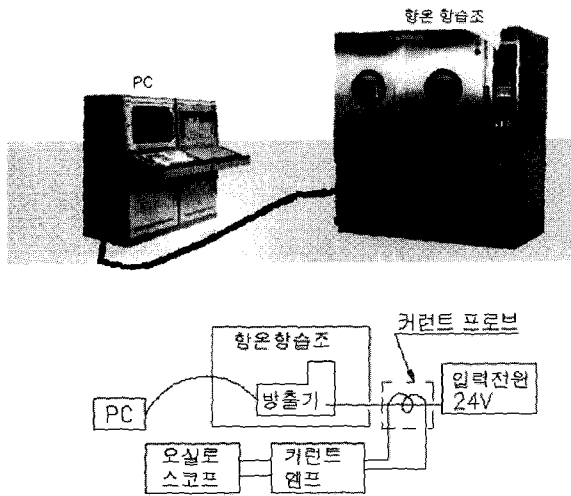 항온 항습조
PC
커런트 프로브
항온항습조
방출기
입력전원
24V
PC
오실로
스코프
커런트
앰프